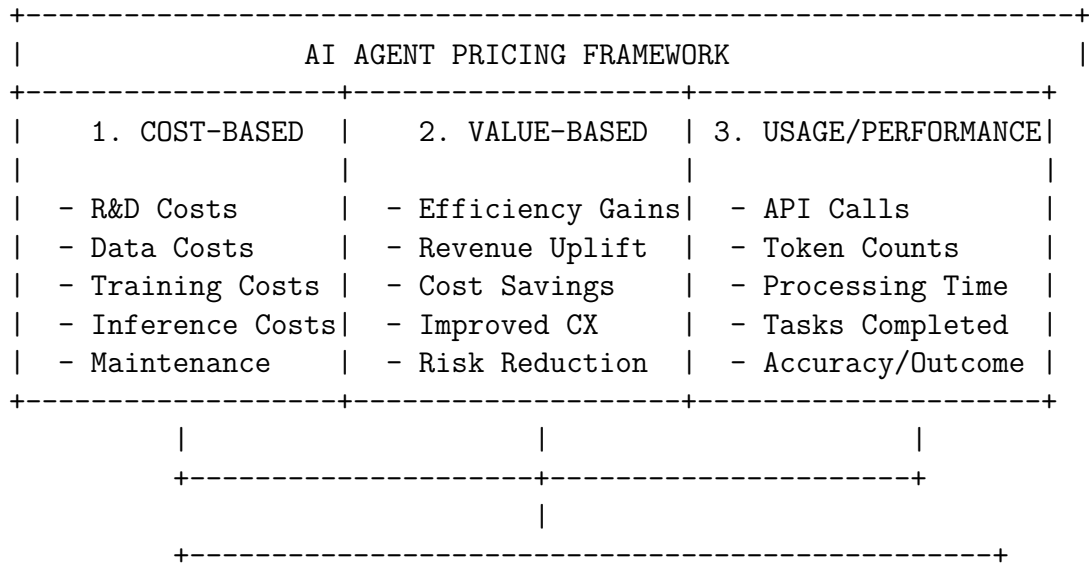 AI AGENT PRICING FRAMEWORK
1. COST-BASED | 2. VALUE-BASED | 3. USAGE/PERFORMANCE
- R&D Costs | - Efficiency Gains | - API Calls
- Data Costs | - Revenue Uplift | - Token Counts
- Training Costs | - Cost Savings | - Processing Time
- Inference Costs | - Improved CX | - Tasks Completed
- Maintenance | - Risk Reduction | - Accuracy/Outcome